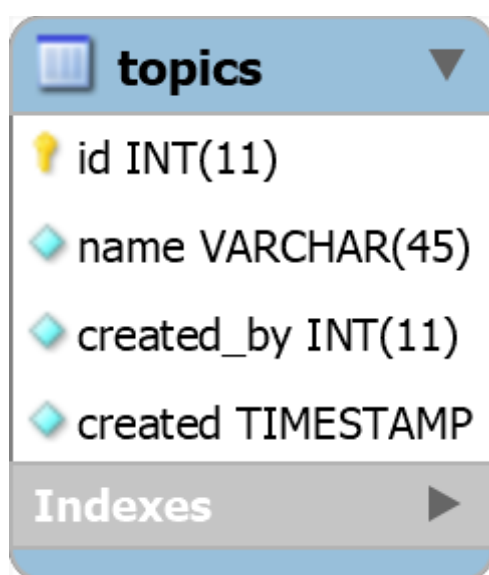 topics
id INT(11)
name VARCHAR(45)
created_by INT(11)
created TIMESTAMP
Indexes